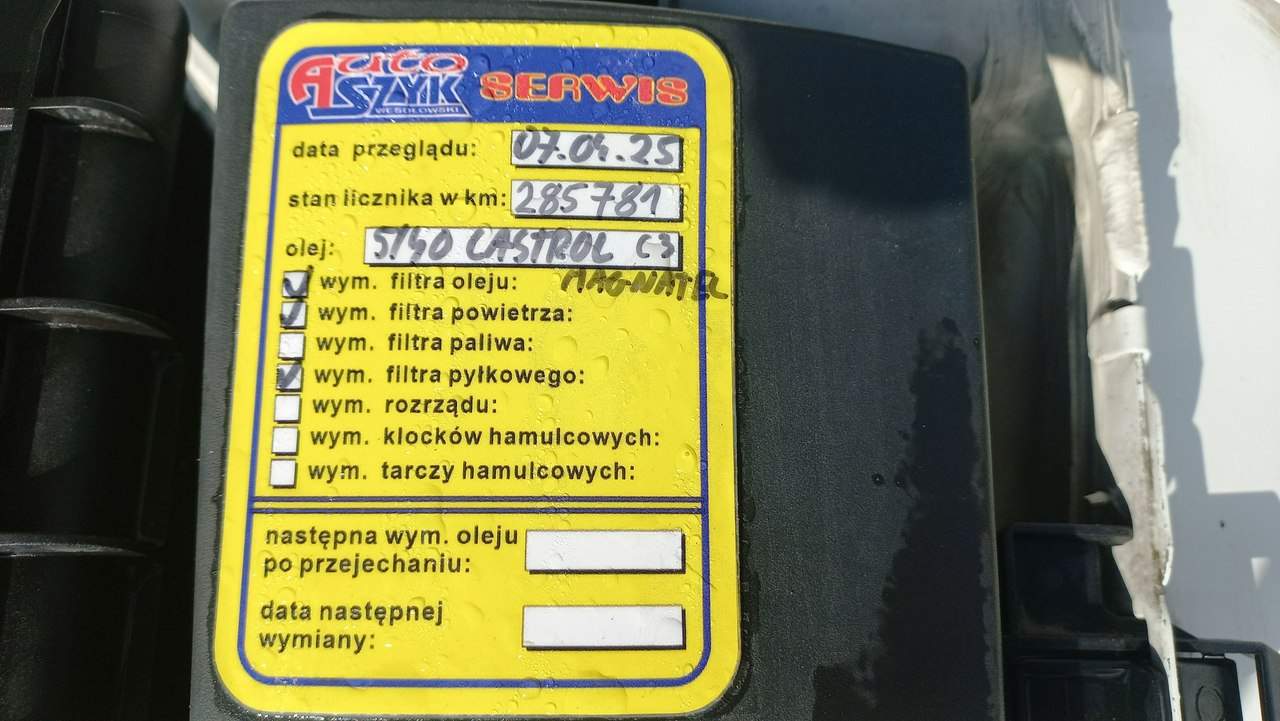 Auto SZYK WESOŁOWSKI SERWIS
data przeglądu: 07.04.25
stan licznika w km: 285781
olej: 5/40 CASTROL C3
MAGNATEC
wym. filtra oleju:
wym. filtra powietrza:
wym. filtra paliwa:
wym. filtra pyłkowego:
wym. rozrządu:
wym. klocków hamulcowych:
wym. tarczy hamulcowych:
następna wym. oleju
po przejechaniu:
data następnej
wymiany: